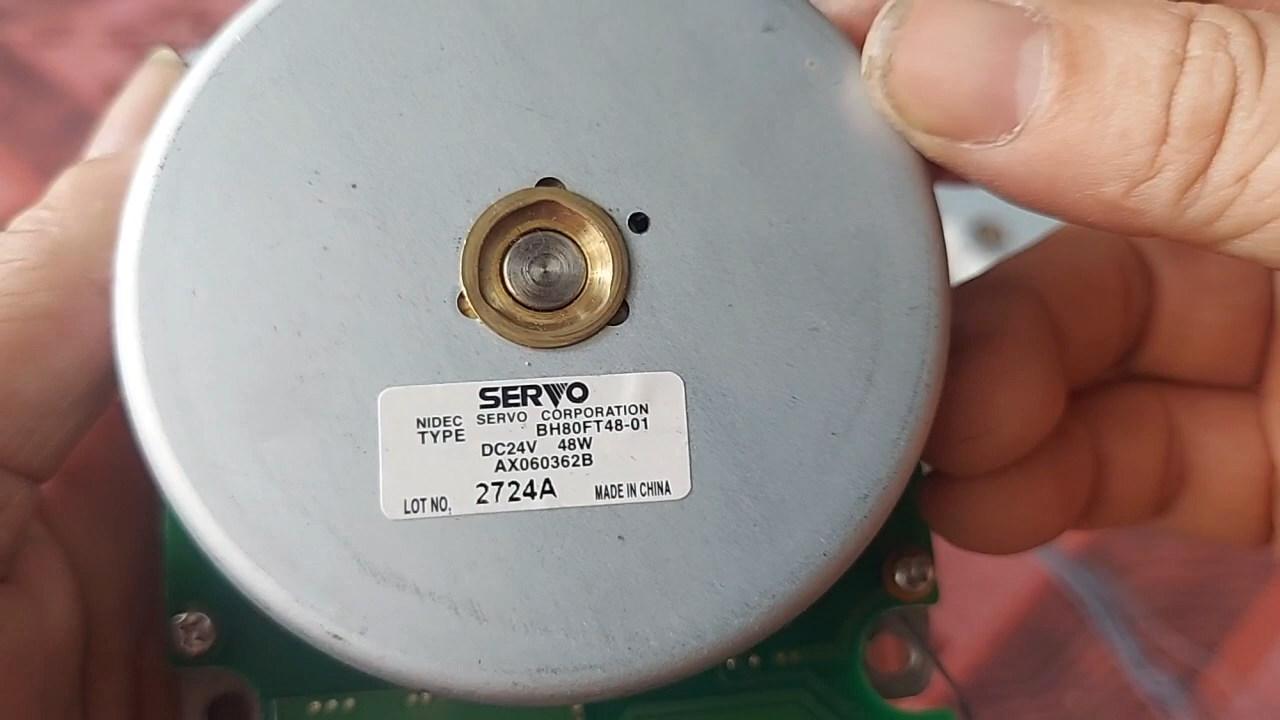 SERVO
NIDEC SERVO CORPORATION
TYPE BH80FT48-01
DC24V 48W
AX060362B
LOT NO. 2724A MADE IN CHINA